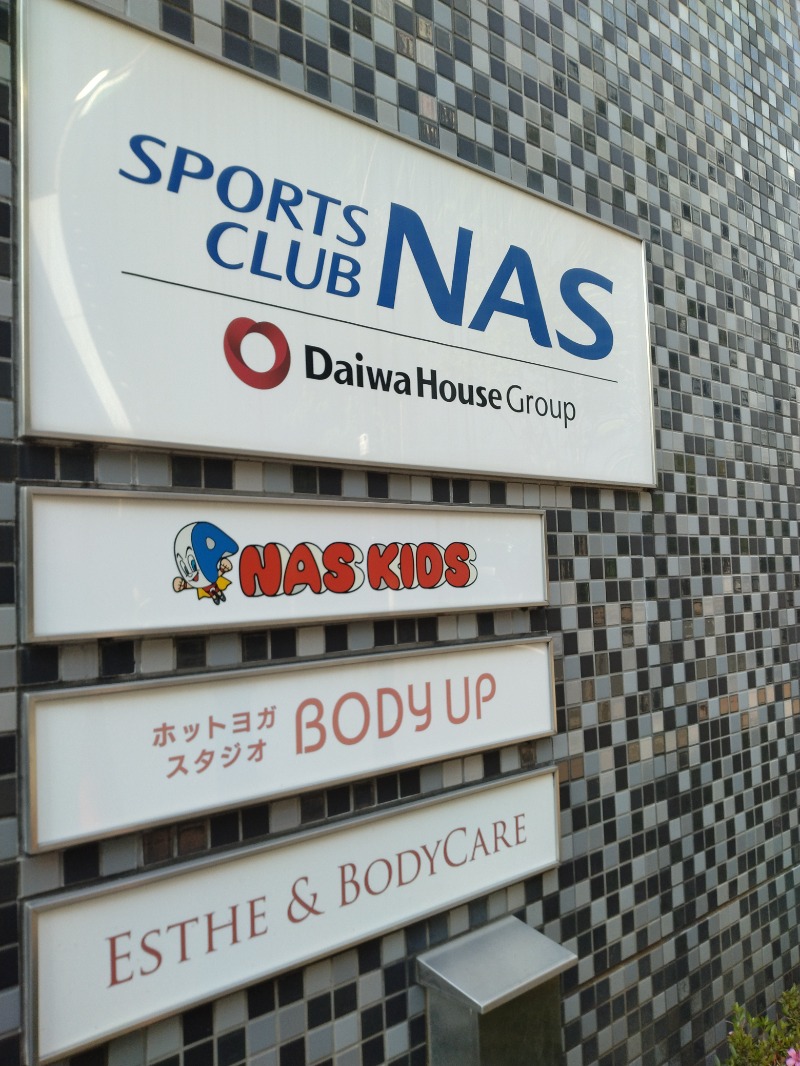 SPORTS
CLUB NAS
Daiwa House Group
NAS KIDS
ホットヨガ
スタジオ BODY UP
ESTHE & BODYCARE